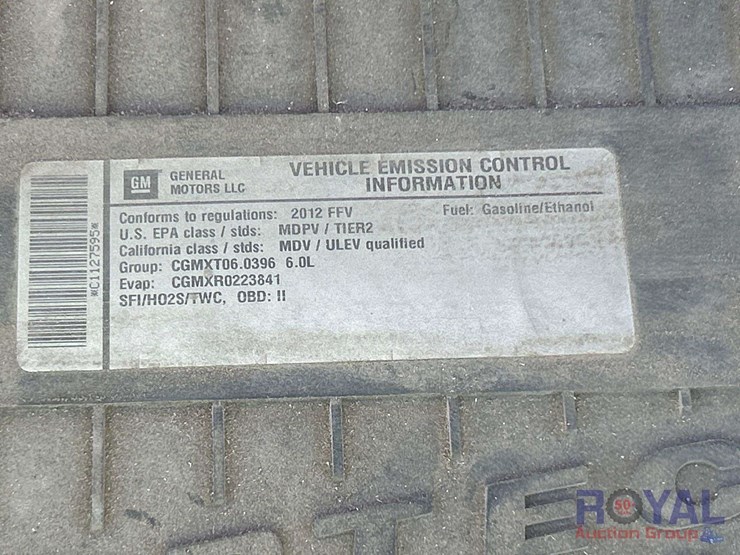 GM
GENERAL
MOTORS LLC
VEHICLE EMISSION CONTROL
INFORMATION
Conforms to regulations: 2012 FFV
Fuel: Gasoline/Ethanol
U.S. EPA class / stds: MDPV / TIER2
California class / stds: MDV / ULEV qualified
Group: CGMXT06.0396 6.0L
Evap: CGMXR0223841
SFI/HO2S/TWC, OBD: II
*C1127595*
TEC
ROYAL
50
Auction Group